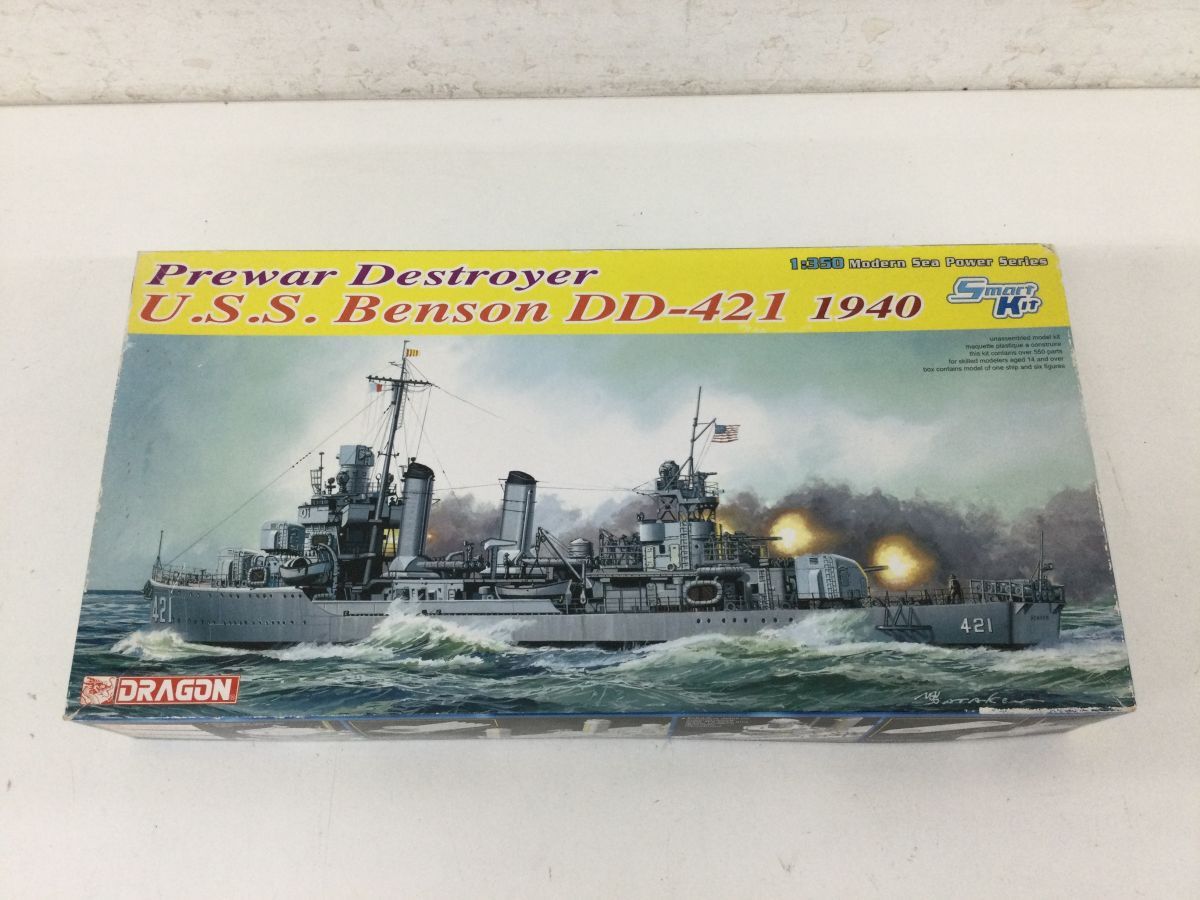 Prewar Destroyer
U.S.S. Benson DD-421 1940
1:350 Modern Sea Power Series
Smart Kit
unassembled model kit
maquette plastique a construire
this kit contains over 550 parts
for skilled modelers aged 14 and over
box contains model of one ship and six figures
421
421
BENSON
DRAGON